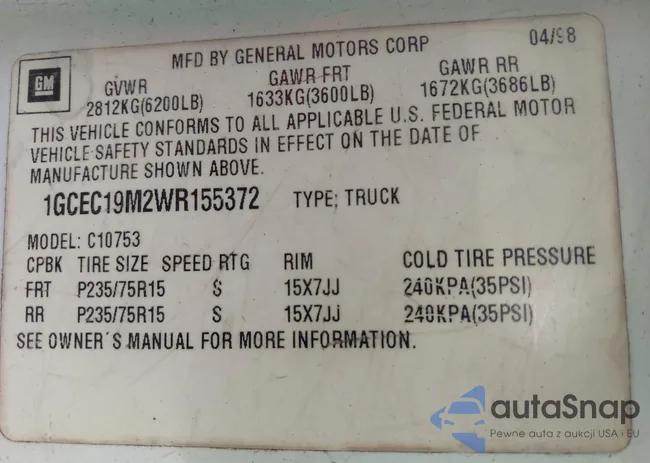 GM
MFD BY GENERAL MOTORS CORP 04/98
GVWR GAWR FRT GAWR RR
2812KG(6200LB) 1633KG(3600LB) 1672KG(3686LB)
THIS VEHICLE CONFORMS TO ALL APPLICABLE U.S. FEDERAL MOTOR
VEHICLE SAFETY STANDARDS IN EFFECT ON THE DATE OF
MANUFACTURE SHOWN ABOVE.
1GCEC19M2WR155372 TYPE: TRUCK
MODEL: C10753
CPBK TIRE SIZE SPEED RTG RIM COLD TIRE PRESSURE
FRT P235/75R15 S 15X7JJ 240KPA(35PSI)
RR P235/75R15 S 15X7JJ 240KPA(35PSI)
SEE OWNER'S MANUAL FOR MORE INFORMATION.
autaSnap
Pewne auta z aukcji USA i EU